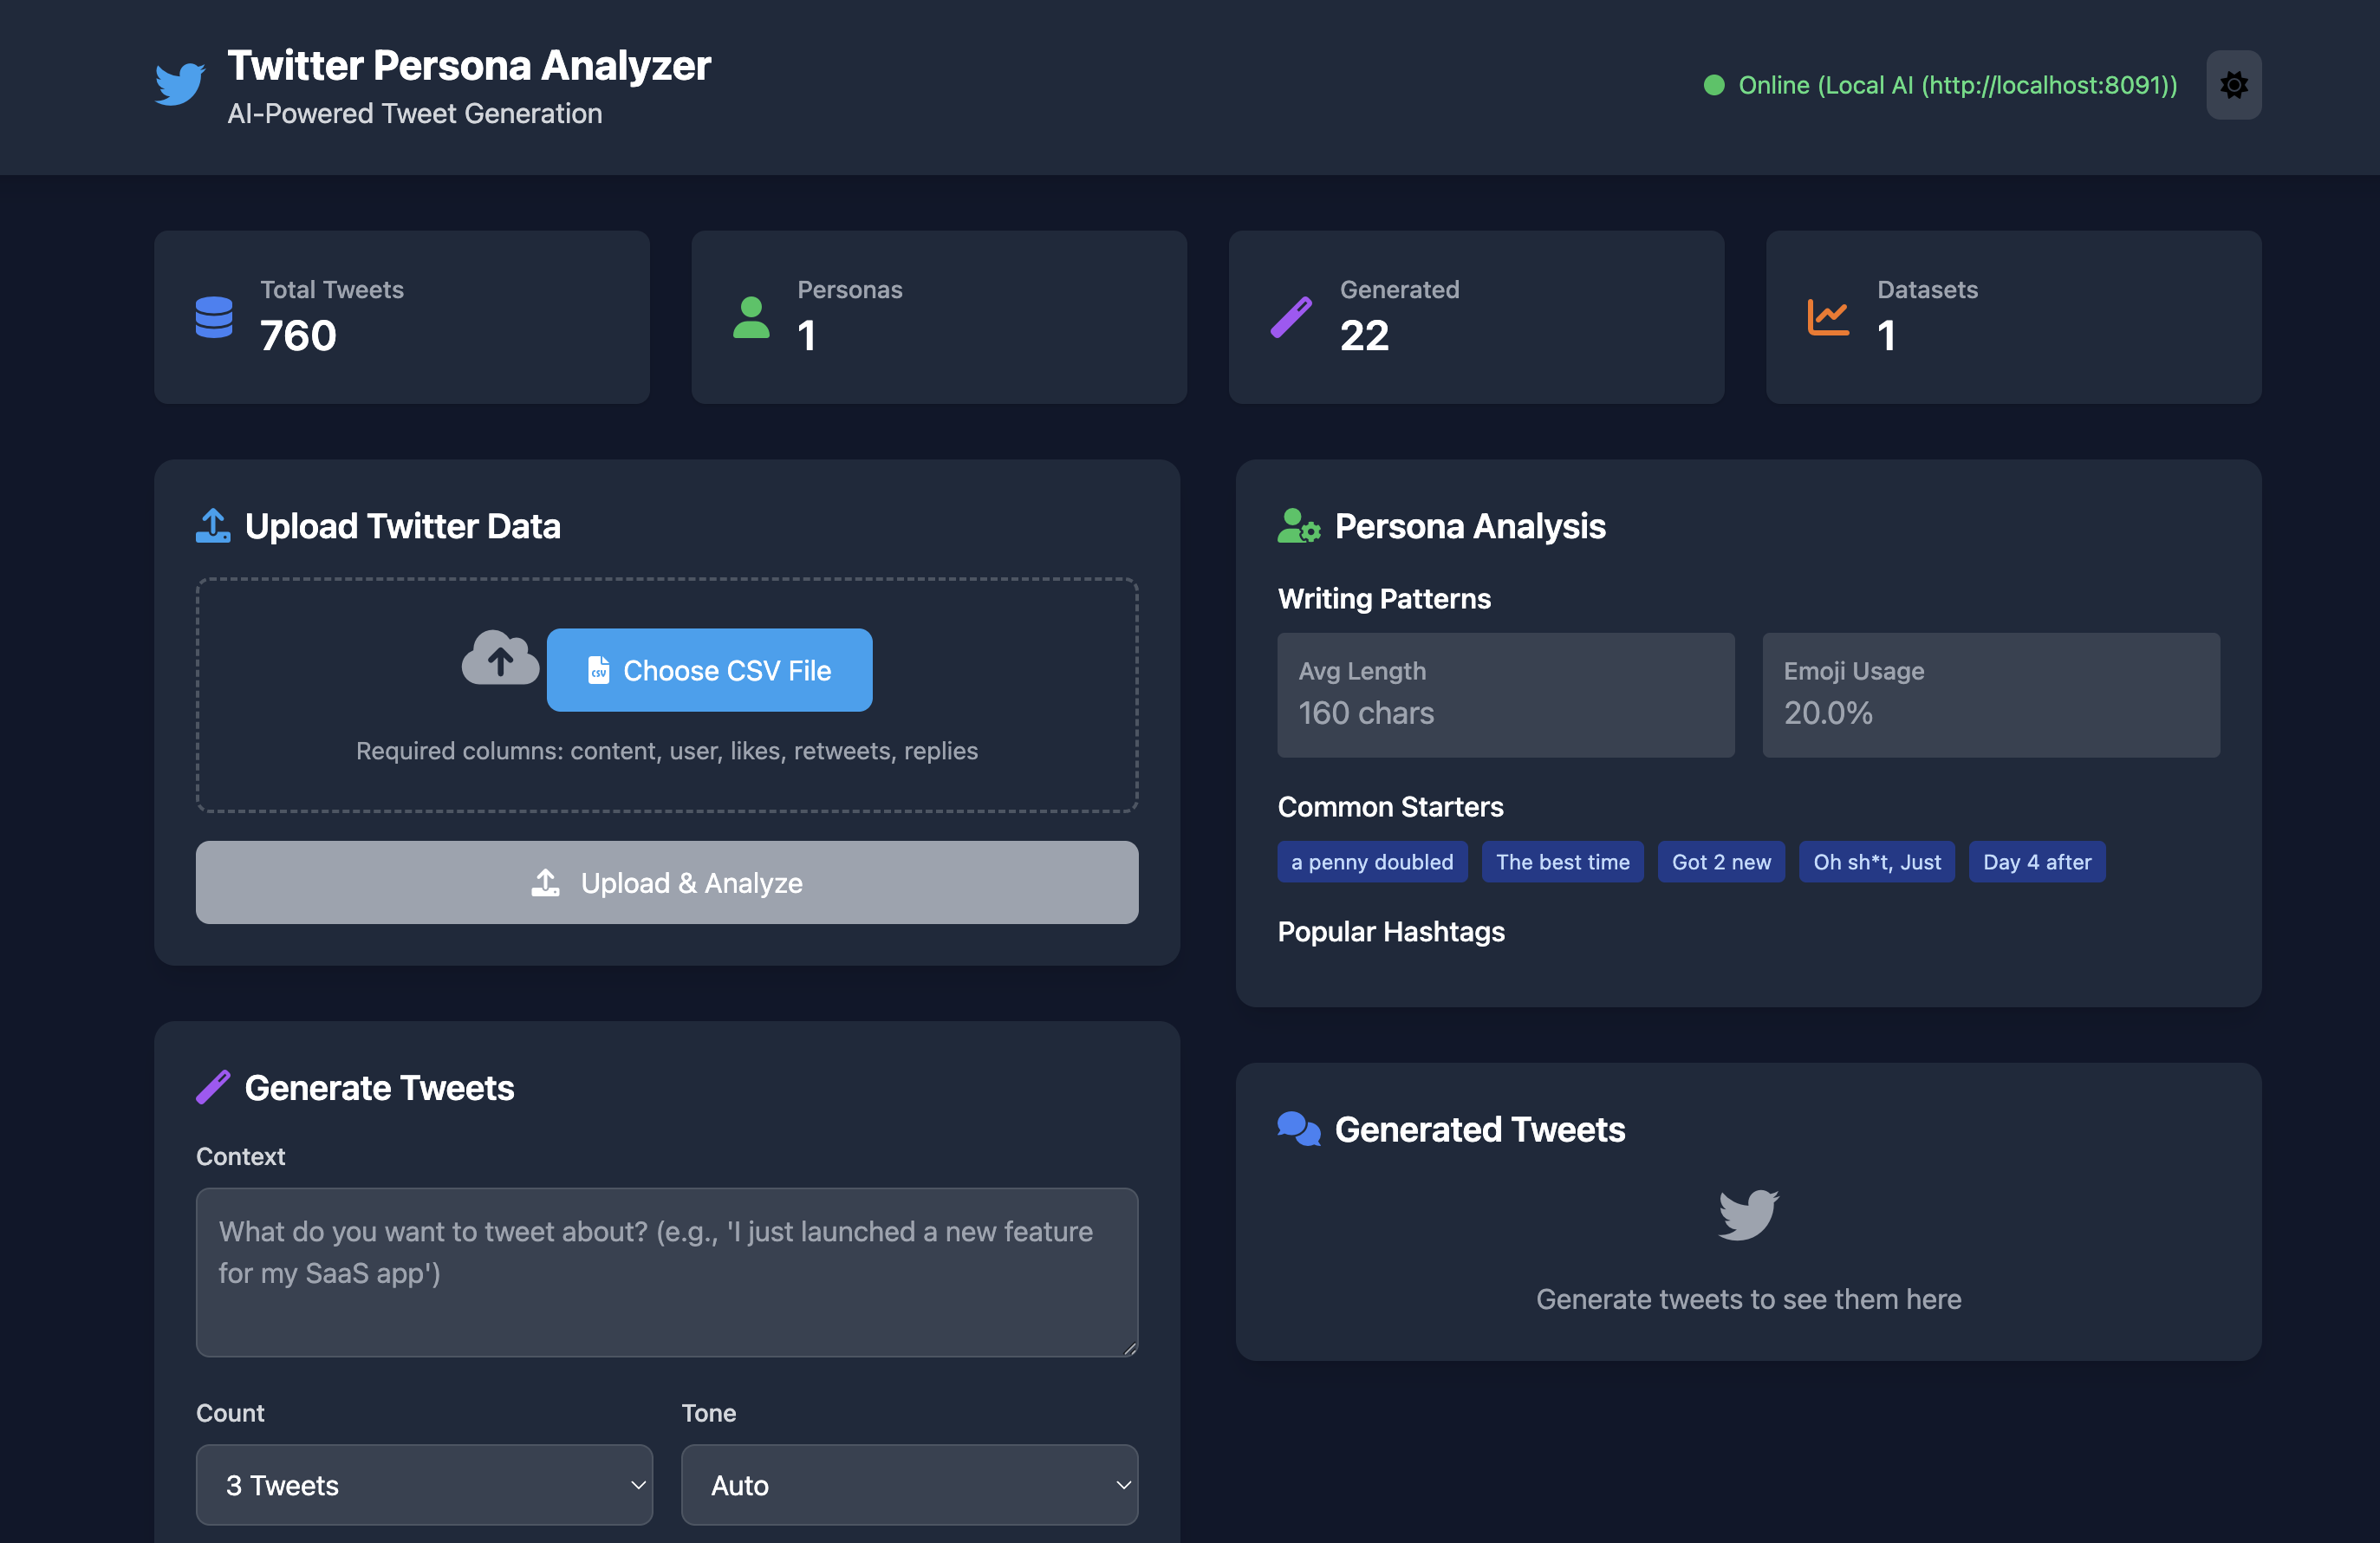 Twitter Persona Analyzer
AI-Powered Tweet Generation
Online (Local AI (http://localhost:8091))
Total Tweets
760
Personas
1
Generated
22
Datasets
1
Upload Twitter Data
CSV
Choose CSV File
Required columns: content, user, likes, retweets, replies
Upload & Analyze
Generate Tweets
Context
What do you want to tweet about? (e.g., 'I just launched a new feature
for my SaaS app')
Count
Tone
3 Tweets
Auto
Persona Analysis
Writing Patterns
Avg Length
160 chars
Emoji Usage
20.0%
Common Starters
a penny doubled
The best time
Got 2 new
Oh sh*t, Just
Day 4 after
Popular Hashtags
Generated Tweets
Generate tweets to see them here